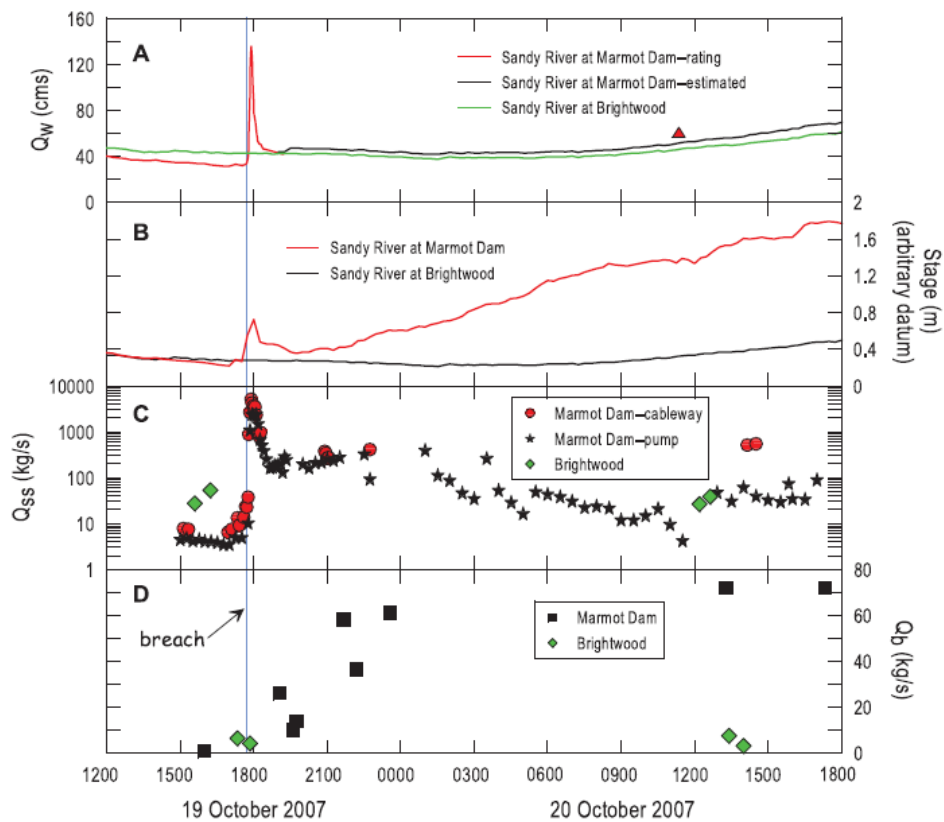 160
120
80
40
0
Qw (cms)
A
Sandy River at Marmot Dam—rating
Sandy River at Marmot Dam—estimated
Sandy River at Brightwood
2
1.6
1.2
0.8
0.4
0
Stage (m)
(arbitrary datum)
B
Sandy River at Marmot Dam
Sandy River at Brightwood
10000
1000
100
10
1
Qss (kg/s)
C
Marmot Dam—cableway
Marmot Dam—pump
Brightwood
80
60
40
20
0
Qb (kg/s)
D
breach
Marmot Dam
Brightwood
1200 1500 1800 2100 0000 0300 0600 0900 1200 1500 1800
19 October 2007 20 October 2007